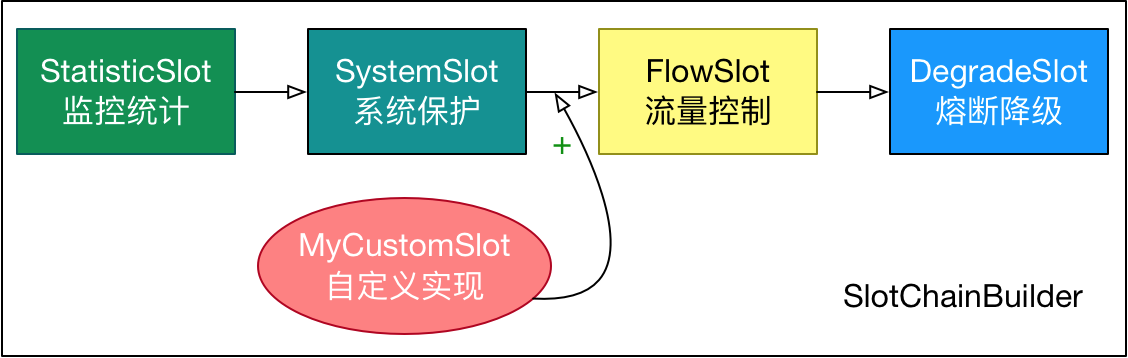 StatisticSlot
监控统计
SystemSlot
系统保护
FlowSlot
流量控制
DegradeSlot
熔断降级
+
MyCustomSlot
自定义实现
SlotChainBuilder